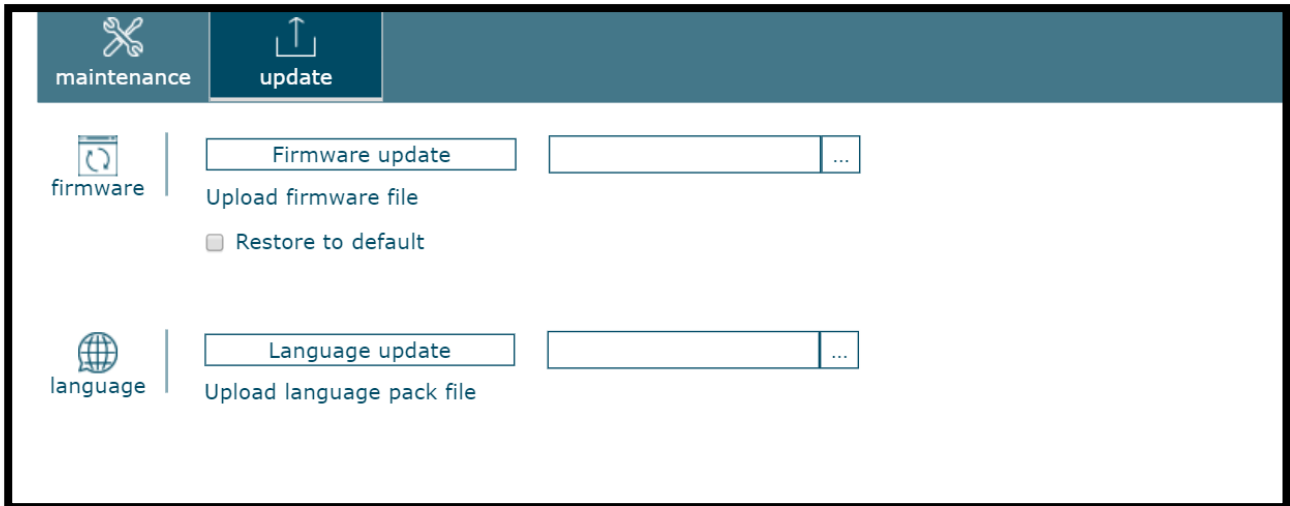 maintenance
update
firmware
Firmware update
...
Upload firmware file
Restore to default
language
Language update
...
Upload language pack file